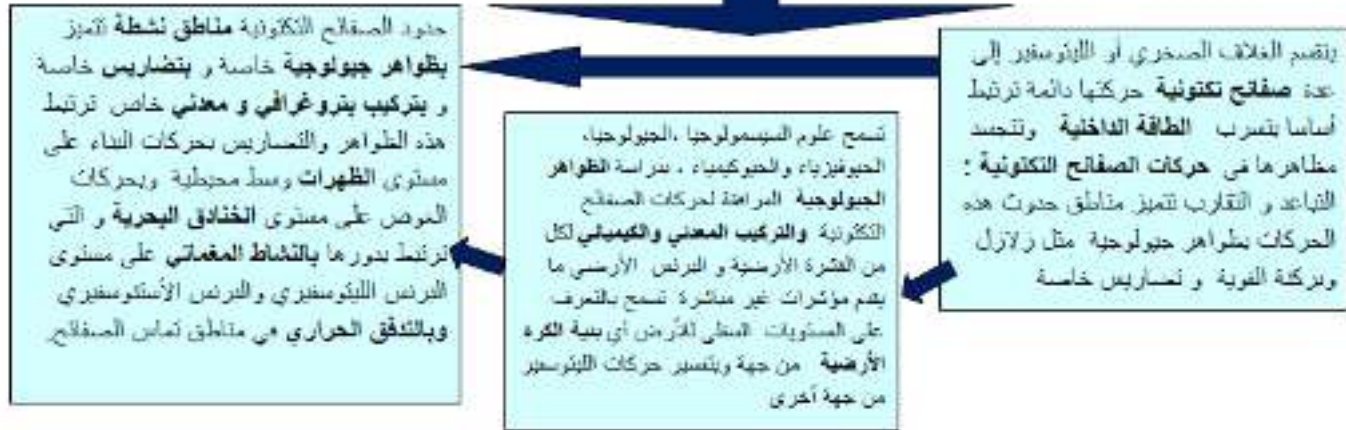 ينقسم الغلاف الصخري أو الليتوسفير إلى
عدة صفائح تكتونية حركتها دائمة ترتبط
أساسا بتسرب الطاقة الداخلية وتتجسد
مظاهرها في حركات الصفائح التكتونية :
التباعد و التقارب تتميز مناطق حدوث هذه
الحركات بظواهر جيولوجية مثل زلازل
وبركنة القوية و تضاريس خاصة
تسمح علوم السيسمولوجيا ،الجيولوجيا،
الجيوفيزياء والجيوكيمياء ، بدراسة الظواهر
الجيولوجية المرافقة لحركات الصفائح
التكتونية والتركيب المعدني والكيميائي لكل
من القشرة الأرضية و البرنس الأرضي ما
يقدم مؤشرات غير مباشرة تسمح بالتعرف
على المستويات السفلى للأرض أي بنية الكرة
الأرضية من جهة وبتفسير حركات الليتوسفير
من جهة أخرى
حدود الصفائح التكتونية مناطق نشطة تتميز
بظواهر جيولوجية خاصة و بتضاريس خاصة
و بتركيب بتروغرافي و معدني خاص ترتبط
هذه الظواهر والتضاريس بحركات البناء على
مستوى الظهرات وسط محيطية وبحركات
الغوص على مستوى الخنادق البحرية و التي
ترتبط بدورها بالنشاط المغماتي على مستوى
البرنس الليتوسفيري والبرنس الأستنوسفيري
وبالتدفق الحراري في مناطق تماس الصفائح.